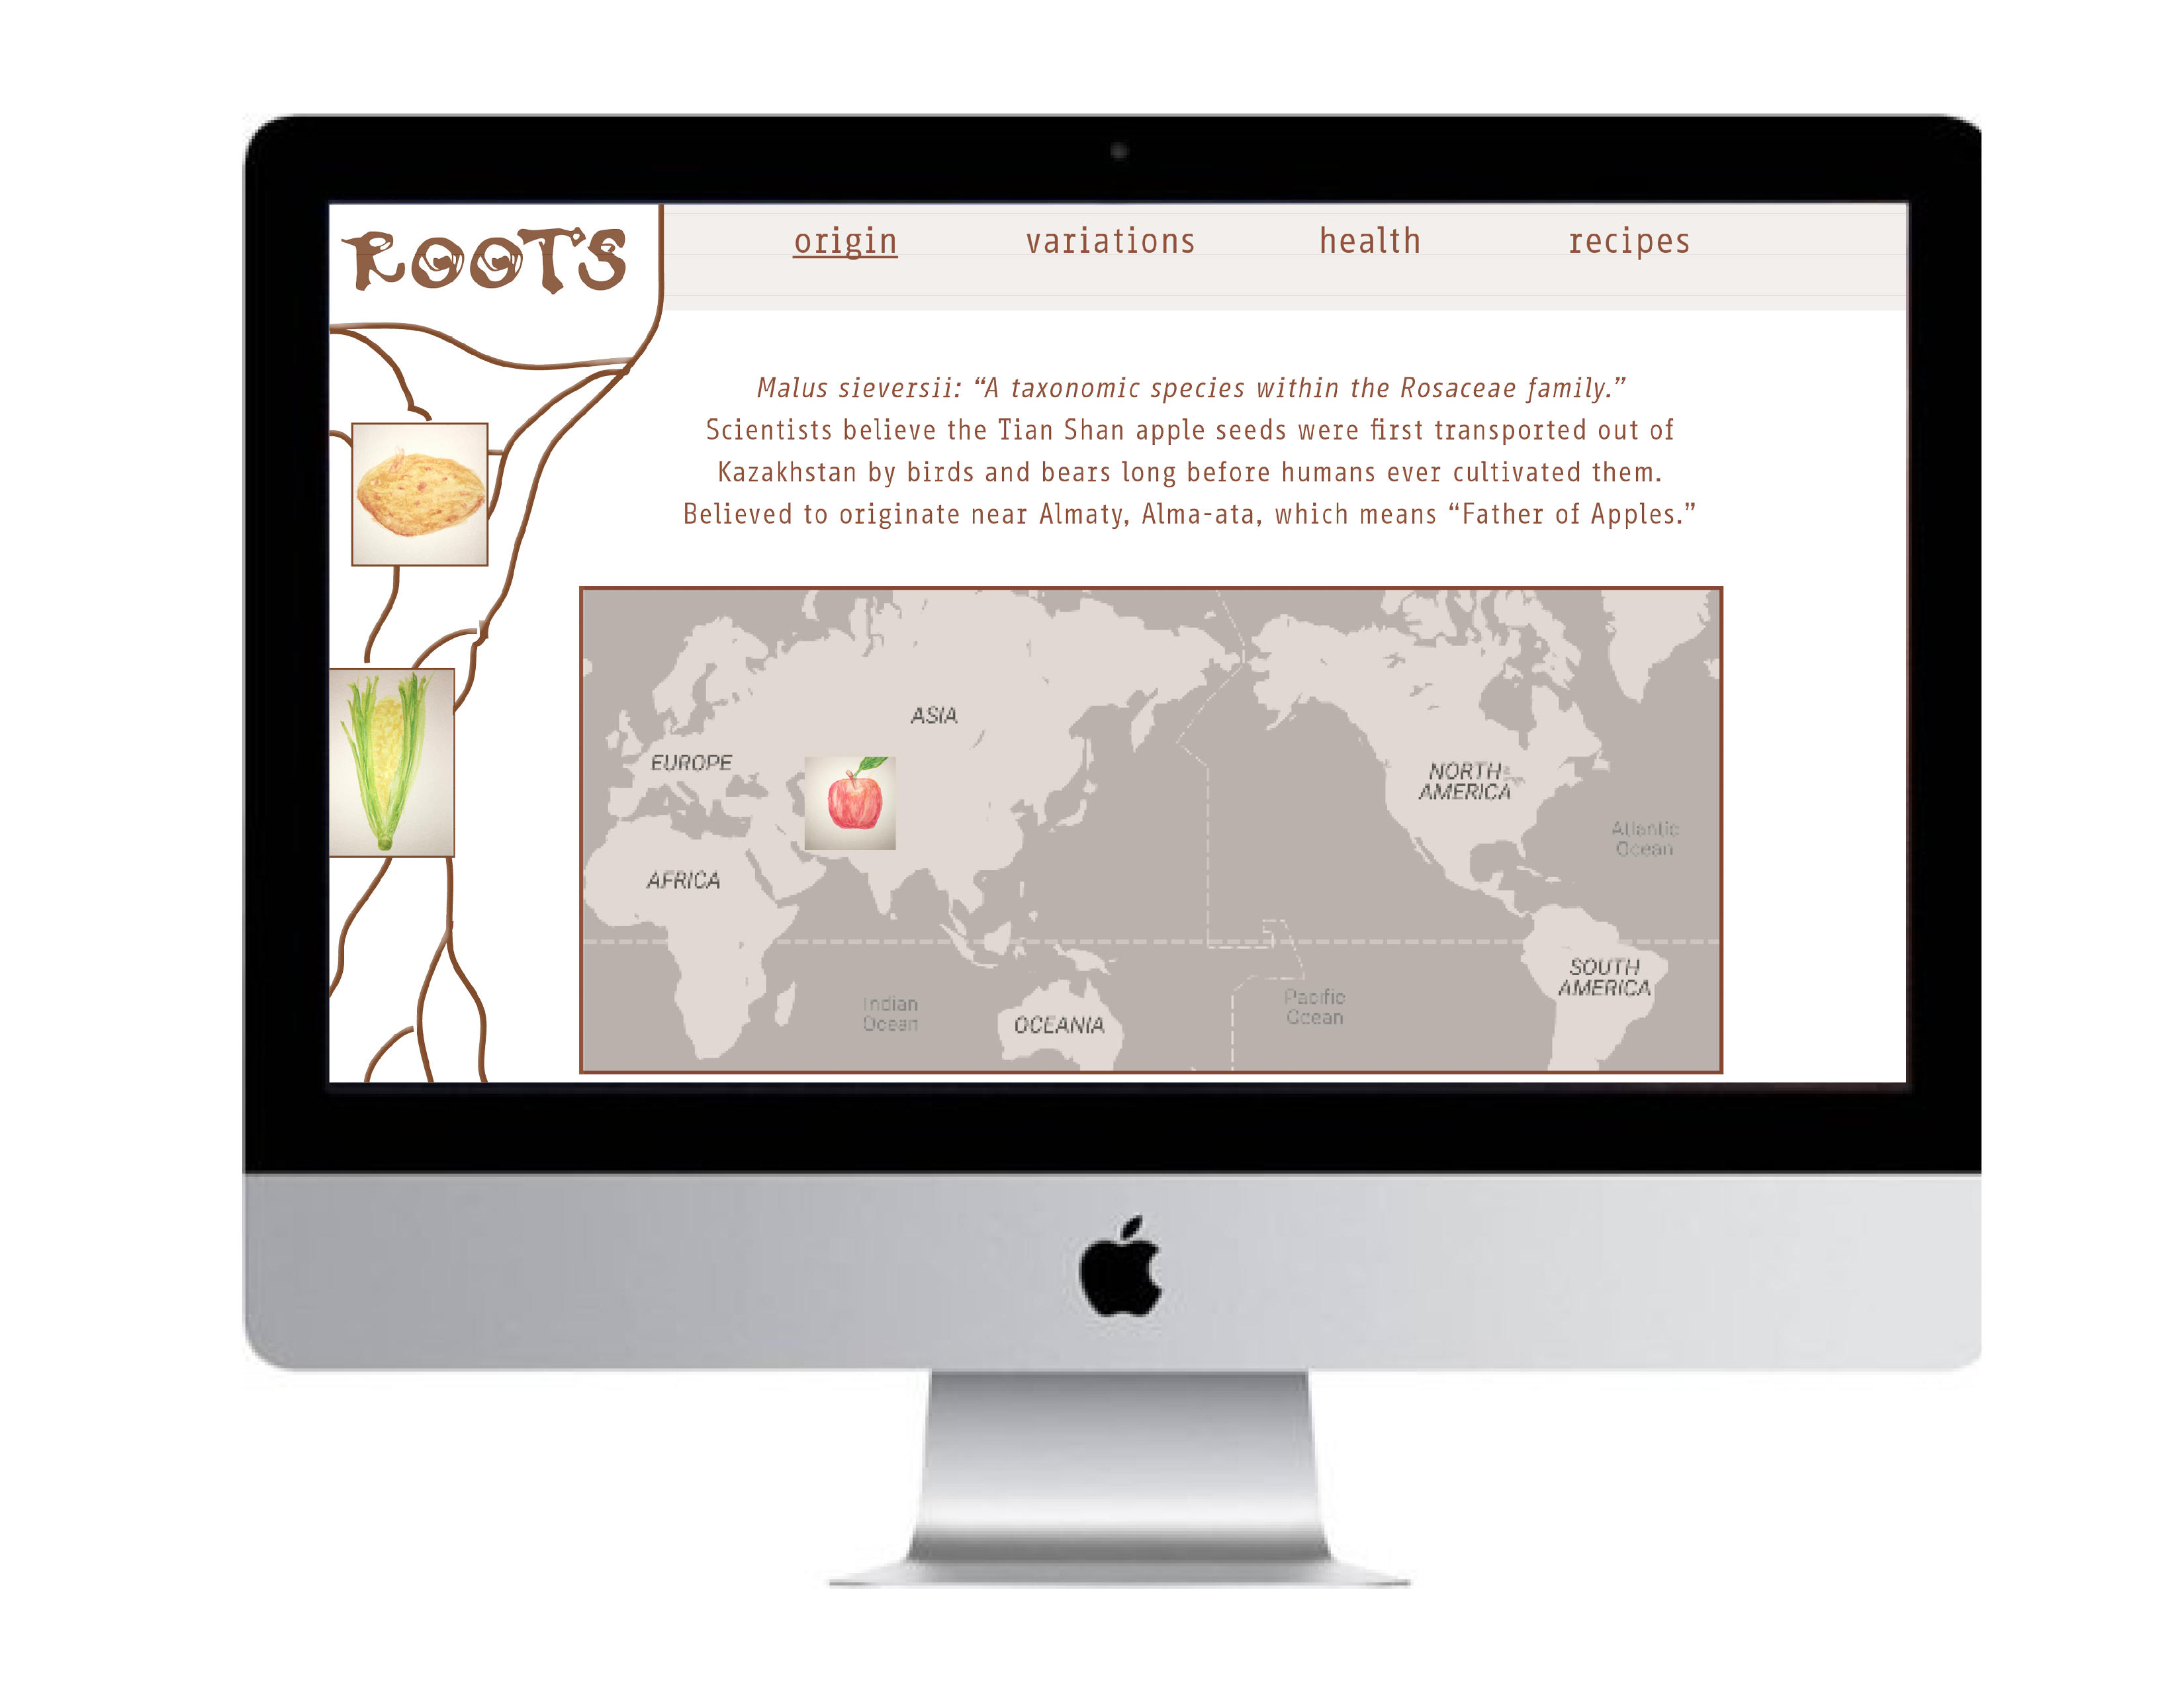 ROOTS
origin variations health recipes
Malus sieversii: “A taxonomic species within the Rosaceae family.”
Scientists believe the Tian Shan apple seeds were first transported out of
Kazakhstan by birds and bears long before humans ever cultivated them.
Believed to originate near Almaty, Alma-ata, which means “Father of Apples.”
ASIA
EUROPE
NORTH
AMERICA
Atlantic
Ocean
AFRICA
SOUTH
AMERICA
Indian
Ocean
Pacific
Ocean
OCEANIA